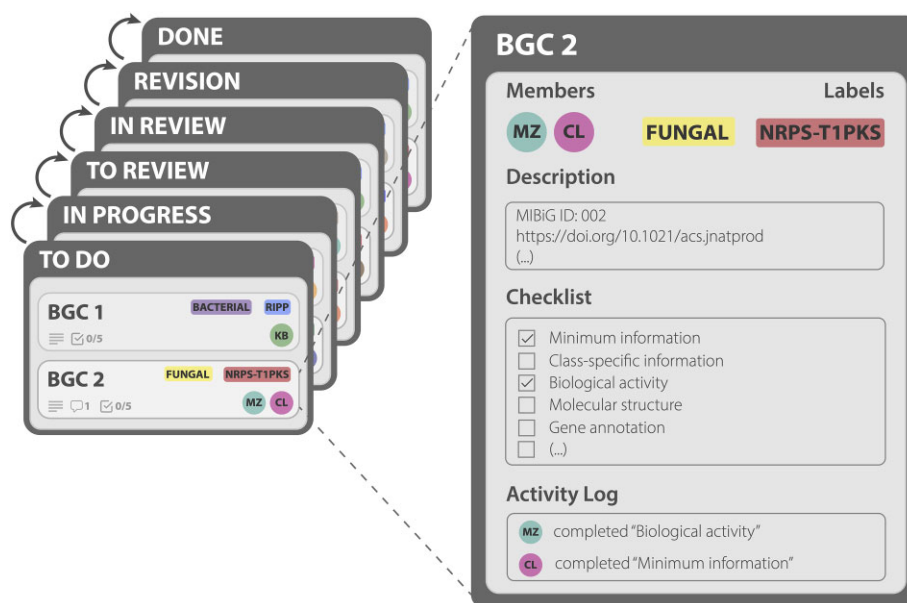 DONE
REVISION
IN REVIEW
TO REVIEW
IN PROGRESS
TO DO
BGC 1
BACTERIAL RIPP
0/5
KB
BGC 2
FUNGAL NRPS-T1PKS
1 0/5
MZ CL
BGC 2
Members Labels
MZ CL FUNGAL NRPS-T1PKS
Description
MIBiG ID: 002
https://doi.org/10.1021/acs.jnatprod
(...)
Checklist
Minimum information
Class-specific information
Biological activity
Molecular structure
Gene annotation
(...)
Activity Log
MZ completed “Biological activity”
CL completed “Minimum information”